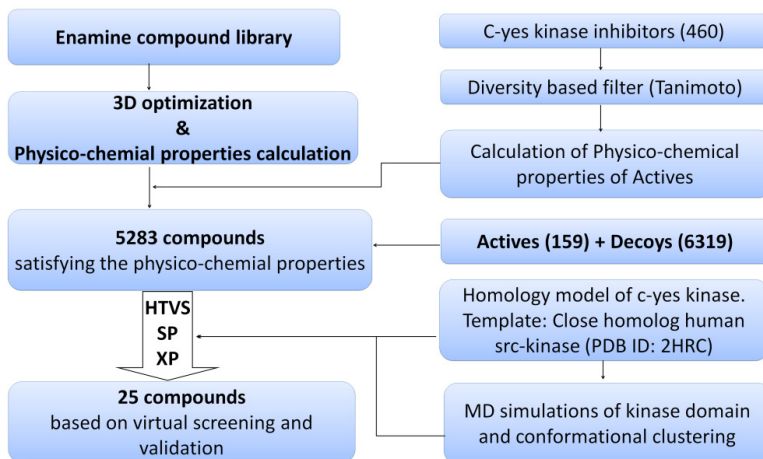 Enamine compound library
3D optimization
&
Physico-chemial properties calculation
5283 compounds
satisfying the physico-chemial properties
HTVS
SP
XP
25 compounds
based on virtual screening and
validation
C-yes kinase inhibitors (460)
Diversity based filter (Tanimoto)
Calculation of Physico-chemical
properties of Actives
Actives (159) + Decoys (6319)
Homology model of c-yes kinase.
Template: Close homolog human
src-kinase (PDB ID: 2HRC)
MD simulations of kinase domain
and conformational clustering